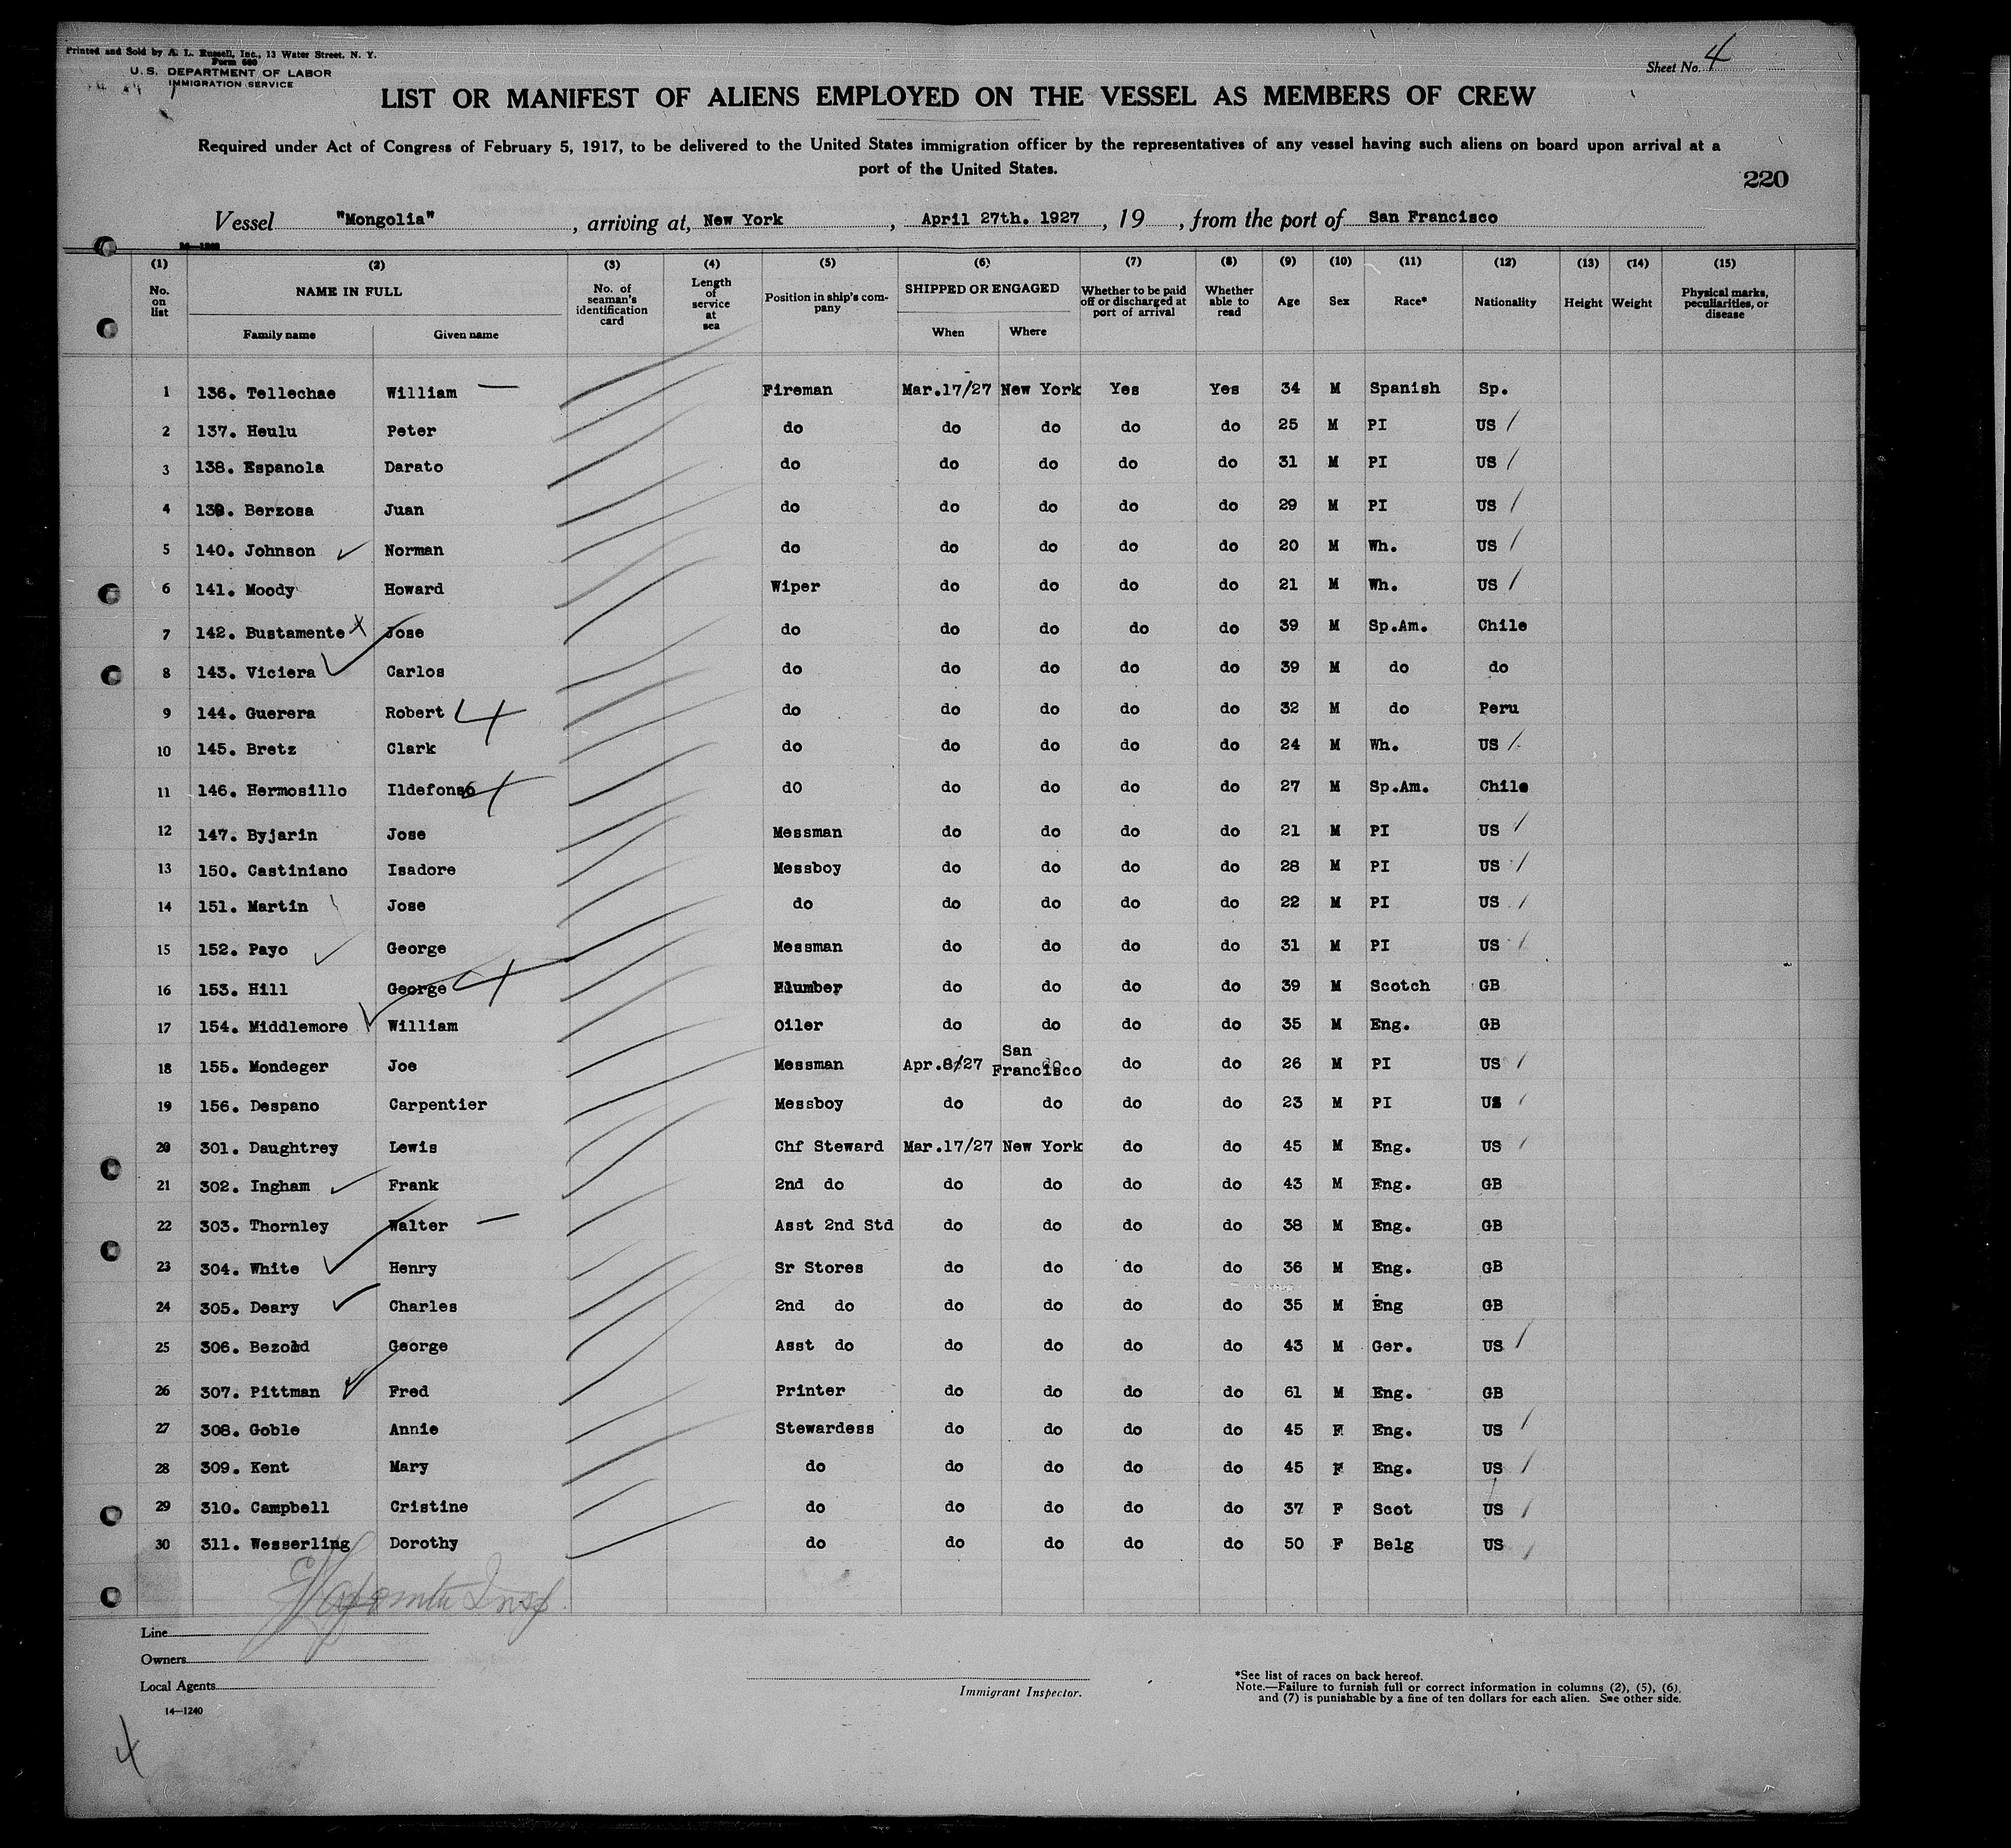 Printed and Sold by A. L. Russell, Inc., 13 Water Street, N. Y.
Form 680
U. S. DEPARTMENT OF LABOR
IMMIGRATION SERVICE
Sheet No. 4
LIST OR MANIFEST OF ALIENS EMPLOYED ON THE VESSEL AS MEMBERS OF CREW
Required under Act of Congress of February 5, 1917, to be delivered to the United States immigration officer by the representatives of any vessel having such aliens on board upon arrival at a
port of the United States.
220
Vessel "Mongolia", arriving at, New York, April 27th. 1927, 19, from the port of San Francisco
(1) (2) (3) (4) (5) (6) (7) (8) (9) (10) (11) (12) (13) (14) (15)
No. on list NAME IN FULL Family name Given name No. of seaman's identification card Length of service at sea Position in ship's company SHIPPED OR ENGAGED When Where Whether to be paid off or discharged at port of arrival Whether able to read Age Sex Race* Nationality Height Weight Physical marks, peculiarities, or disease
1 136. Tellechae William — Fireman Mar.17/27 New York Yes Yes 34 M Spanish Sp.
2 137. Heulu Peter do do do do do 25 M PI US /
3 138. Espanola Darato do do do do do 31 M PI US /
4 139. Berzosa Juan do do do do do 29 M PI US /
5 140. Johnson ✓ Norman do do do do do 20 M Wh. US /
6 141. Moody Howard Wiper do do do do 21 M Wh. US /
7 142. Bustamente x Jose do do do do do 39 M Sp.Am. Chile
8 143. Viciera ✓ Carlos do do do do do 39 M do do
9 144. Guerera Robert 4 do do do do do 32 M do Peru
10 145. Bretz Clark do do do do do 24 M Wh. US /
11 146. Hermosillo Ildefonso 4 dO do do do do 27 M Sp.Am. Chile
12 147. Byjarin Jose Messman do do do do 21 M PI US /
13 150. Castiniano Isadore Messboy do do do do 28 M PI US /
14 151. Martin Jose do do do do do 22 M PI US /
15 152. Payo ✓ George Messman do do do do 31 M PI US /
16 153. Hill George 4 Plumber do do do do 39 M Scotch GB
17 154. Middlemore ✓ William Oiler do do do do 35 M Eng. GB
18 155. Mondeger Joe Messman Apr.8/27 San Francisco do do 26 M PI US /
19 156. Despano Carpentier Messboy do do do do 23 M PI US /
20 301. Daughtrey Lewis Chf Steward Mar.17/27 New York do do 45 M Eng. US /
21 302. Ingham ✓ Frank 2nd do do do do do 43 M Eng. GB
22 303. Thornley Walter — Asst 2nd Std do do do do 38 M Eng. GB
23 304. White ✓ Henry Sr Stores do do do do 36 M Eng. GB
24 305. Deary ✓ Charles 2nd do do do do do 35 M Eng GB
25 306. Bezold George Asst do do do do do 43 M Ger. US /
26 307. Pittman ✓ Fred Printer do do do do 61 M Eng. GB
27 308. Goble Annie Stewardess do do do do 45 F Eng. US /
28 309. Kent Mary do do do do do 45 F Eng. US /
29 310. Campbell Cristine do do do do do 37 F Scot US /
30 311. Wesserling Dorothy do do do do do 50 F Belg US /
Insp.
Line
Owners
Local Agents
14—1240
Immigrant Inspector.
*See list of races on back hereof.
Note.—Failure to furnish full or correct information in columns (2), (5), (6),
and (7) is punishable by a fine of ten dollars for each alien. See other side.
4